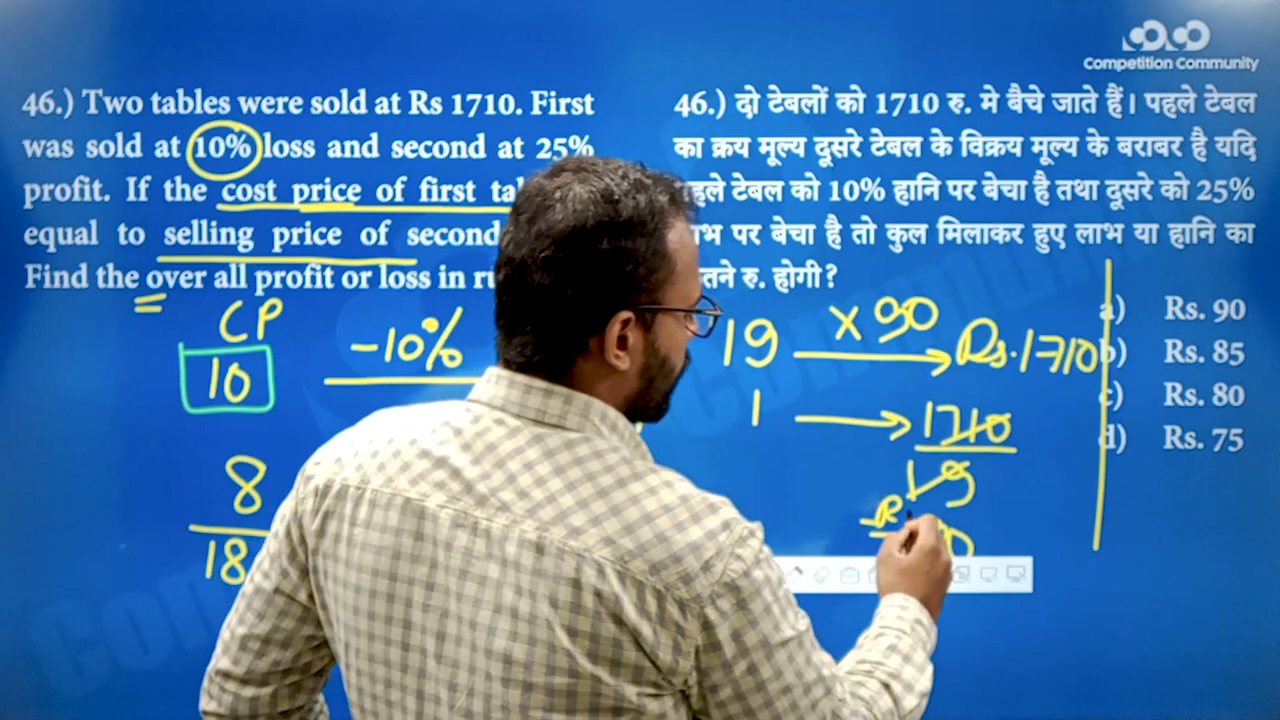 Competition Community
46.) Two tables were sold at Rs 1710. First
was sold at 10% loss and second at 25%
profit. If the cost price of first
equal to selling price of second
Find the over all profit or loss in
46.) दो टेबलों को 1710 रु. मे बैचे जाते हैं। पहले टेबल
का क्रय मूल्य दूसरे टेबल के विक्रय मूल्य के बराबर है यदि
टेबल को 10% हानि पर बेचा है तथा दूसरे को 25%
पर बेचा है तो कुल मिलाकर हुए लाभ या हानि का
रु. होगी?
a) Rs. 90
b) Rs. 85
c) Rs. 80
d) Rs. 75
=
CP
10 -10%
8
18
19 ×90 Rs.1710
1 1710
19